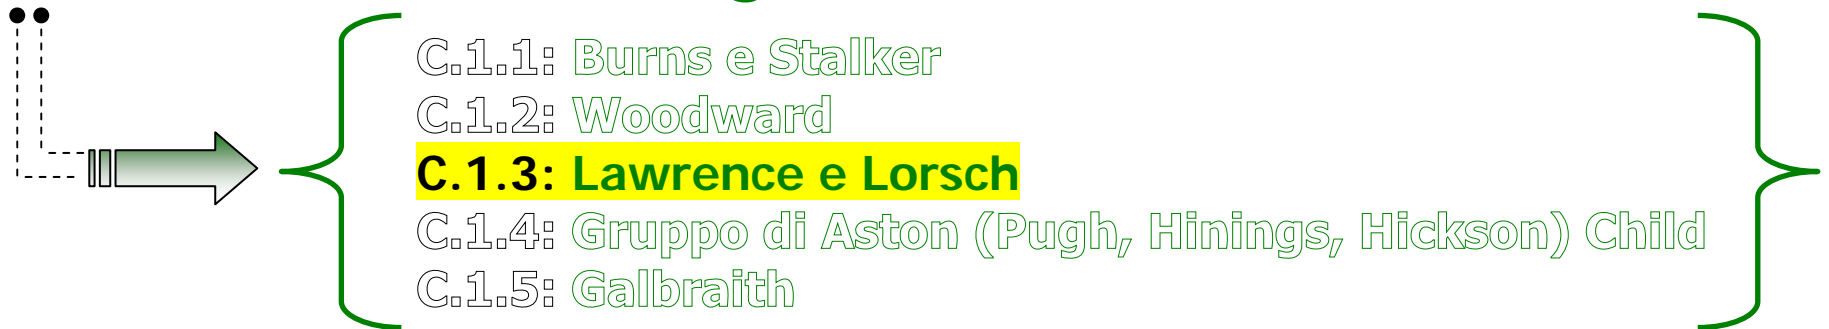 C.1.1: Burns e Stalker
C.1.2: Woodward
C.1.3: Lawrence e Lorsch
C.1.4: Gruppo di Aston (Pugh, Hinings, Hickson) Child
C.1.5: Galbraith